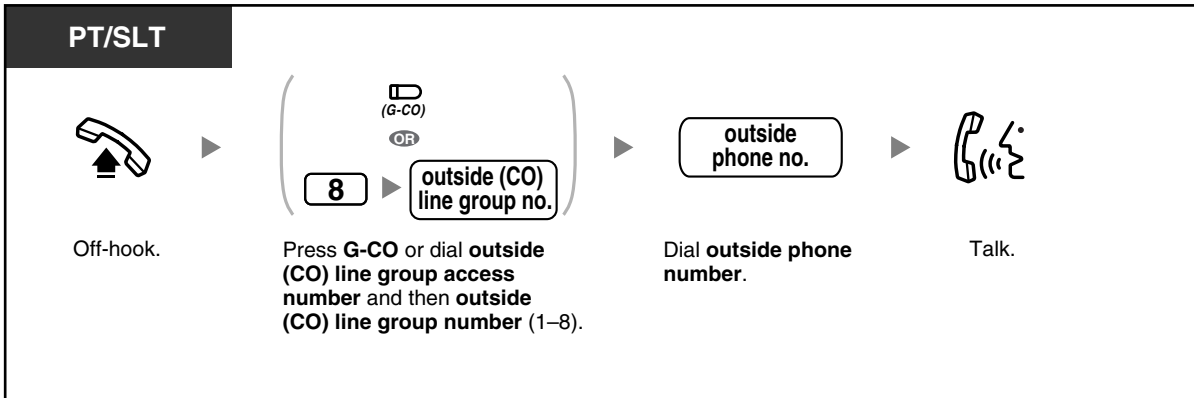 PT/SLT
(G-CO)
OR
8
outside (CO)
line group no.
outside
phone no.
Off-hook.
Press G-CO or dial outside
(CO) line group access
number and then outside
(CO) line group number (1–8).
Dial outside phone
number.
Talk.